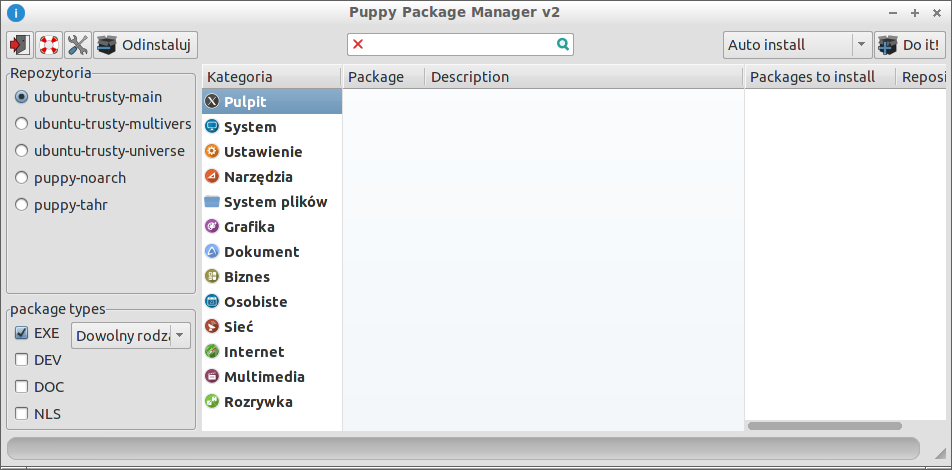 Puppy Package Manager v2
Odinstaluj
Auto install
Do it!
Repozytoria
ubuntu-trusty-main
ubuntu-trusty-multivers
ubuntu-trusty-universe
puppy-noarch
puppy-tahr
package types
EXE
Dowolny rodza
DEV
DOC
NLS
Kategoria
Pulpit
System
Ustawienie
Narzędzia
System plików
Grafika
Dokument
Biznes
Osobiste
Sieć
Internet
Multimedia
Rozrywka
Package
Description
Packages to install
Reposi